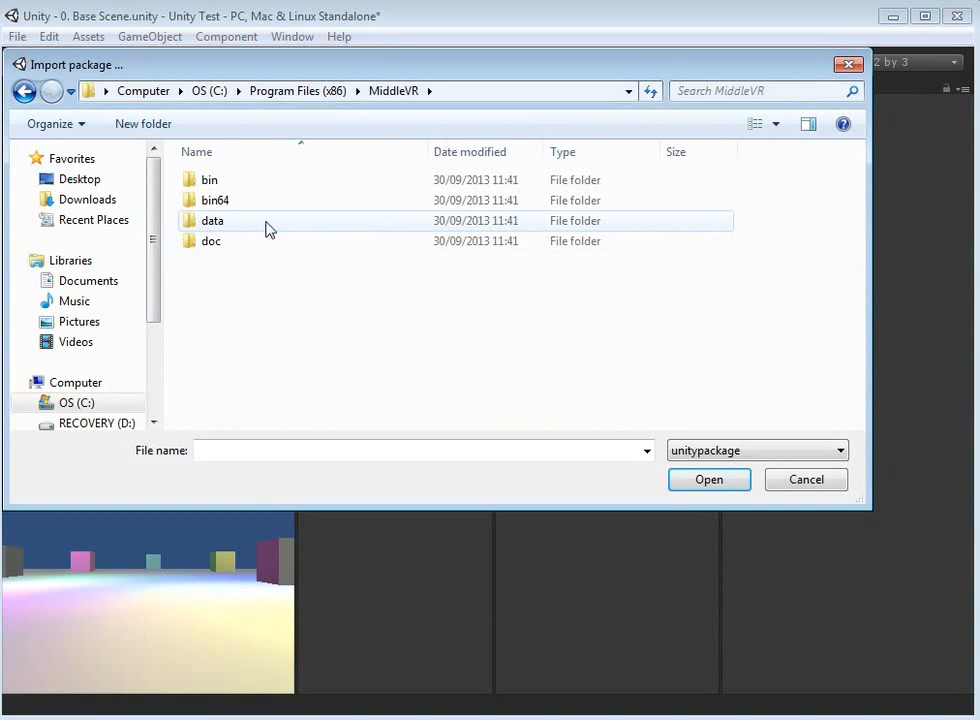 Unity - 0. Base Scene.unity - Unity Test - PC, Mac & Linux Standalone*
File Edit Assets GameObject Component Window Help
Import package ...
2 by 3
Computer OS (C:) Program Files (x86) MiddleVR Search MiddleVR
Organize New folder
Name Date modified Type Size
Favorites
Desktop
Downloads
Recent Places
Libraries
Documents
Music
Pictures
Videos
Computer
OS (C:)
RECOVERY (D:)
bin 30/09/2013 11:41 File folder
bin64 30/09/2013 11:41 File folder
data 30/09/2013 11:41 File folder
doc 30/09/2013 11:41 File folder
File name: unitypackage
Open Cancel